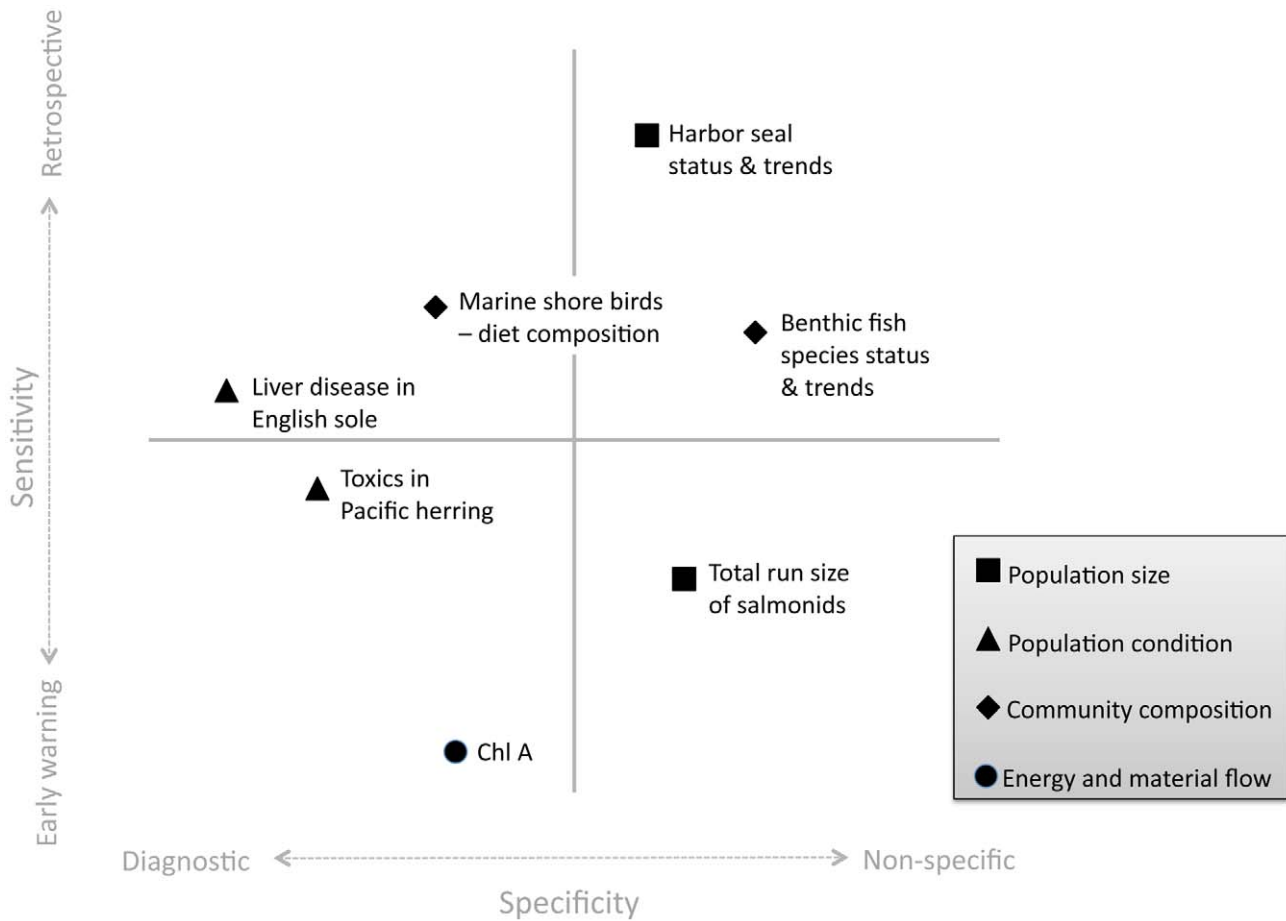 Retrospective
Sensitivity
Early warning
Harbor seal
status & trends
Marine shore birds
– diet composition
Benthic fish
species status
& trends
Liver disease in
English sole
Toxics in
Pacific herring
Total run size
of salmonids
Chl A
Population size
Population condition
Community composition
Energy and material flow
Diagnostic
Non-specific
Specificity